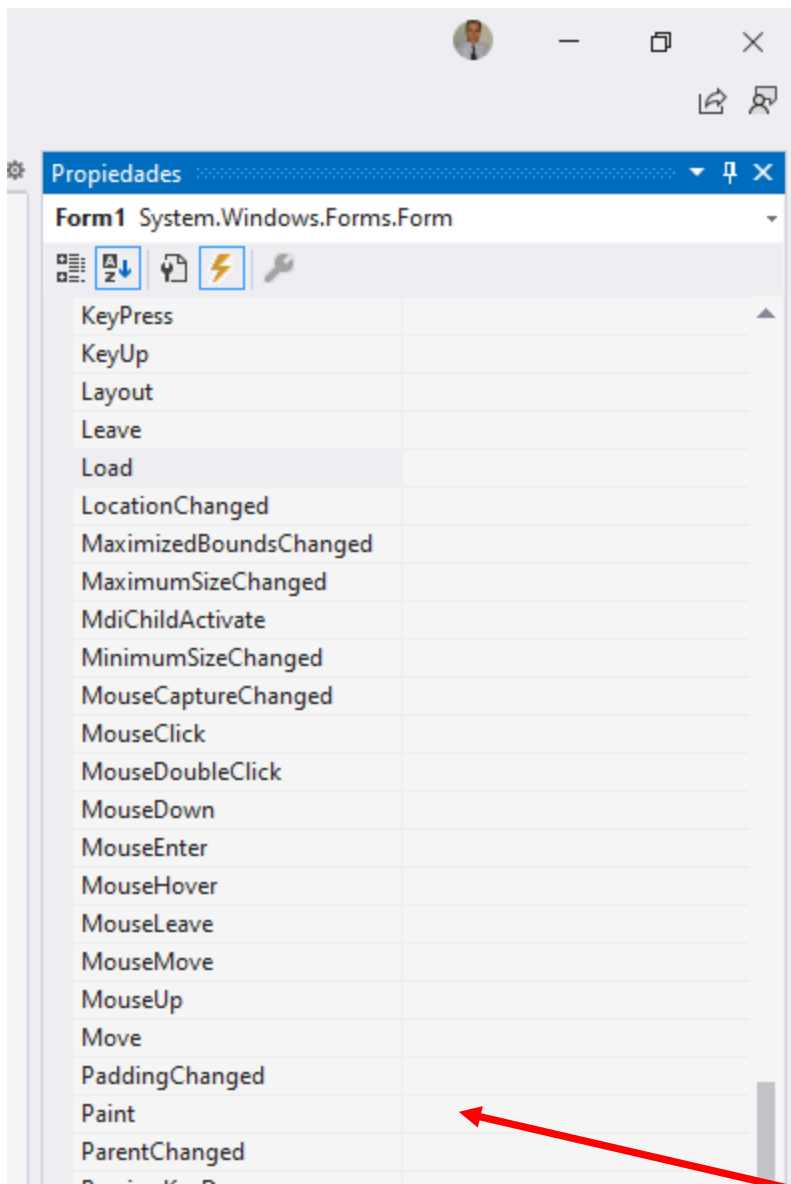 Propiedades
Form1 System.Windows.Forms.Form
KeyPress
KeyUp
Layout
Leave
Load
LocationChanged
MaximizedBoundsChanged
MaximumSizeChanged
MdiChildActivate
MinimumSizeChanged
MouseCaptureChanged
MouseClick
MouseDoubleClick
MouseDown
MouseEnter
MouseHover
MouseLeave
MouseMove
MouseUp
Move
PaddingChanged
Paint
ParentChanged